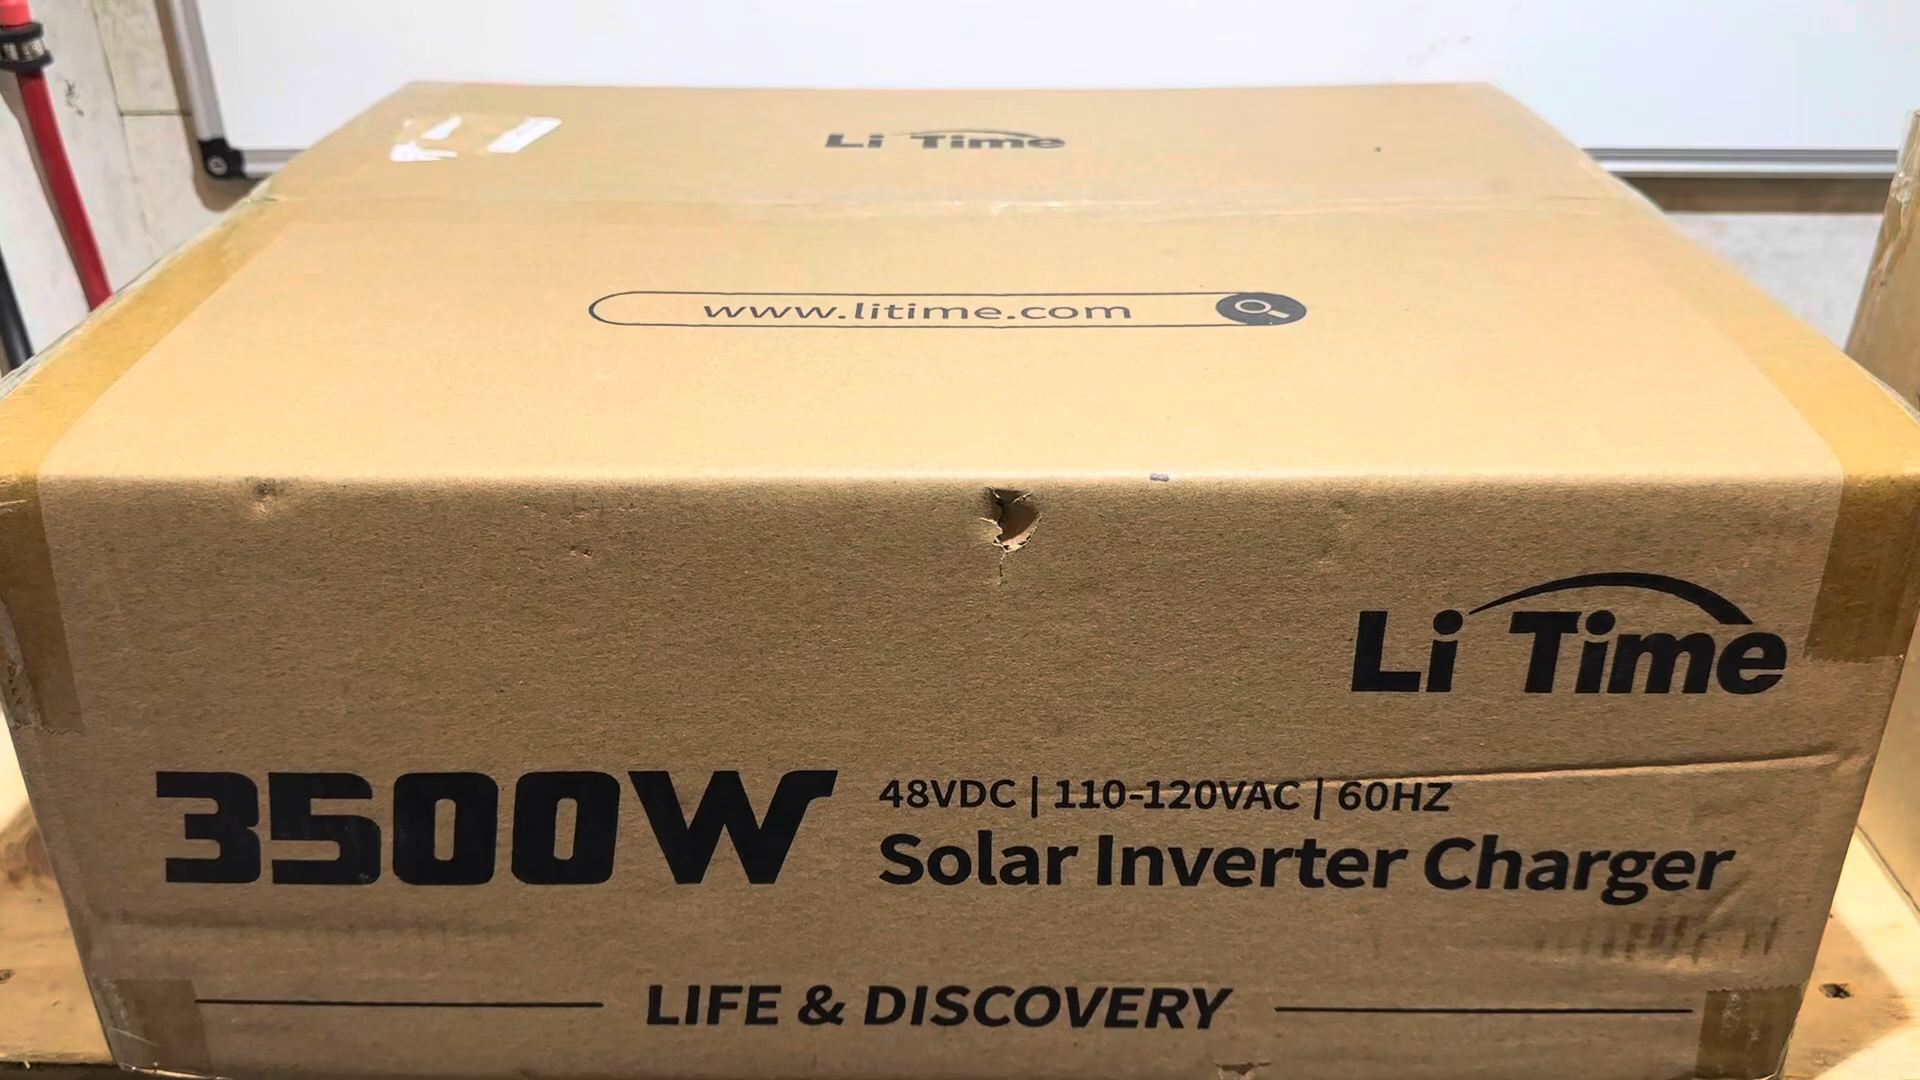 Li Time
www.litime.com
Li Time
3500W
48VDC | 110-120VAC | 60HZ
Solar Inverter Charger
LIFE & DISCOVERY